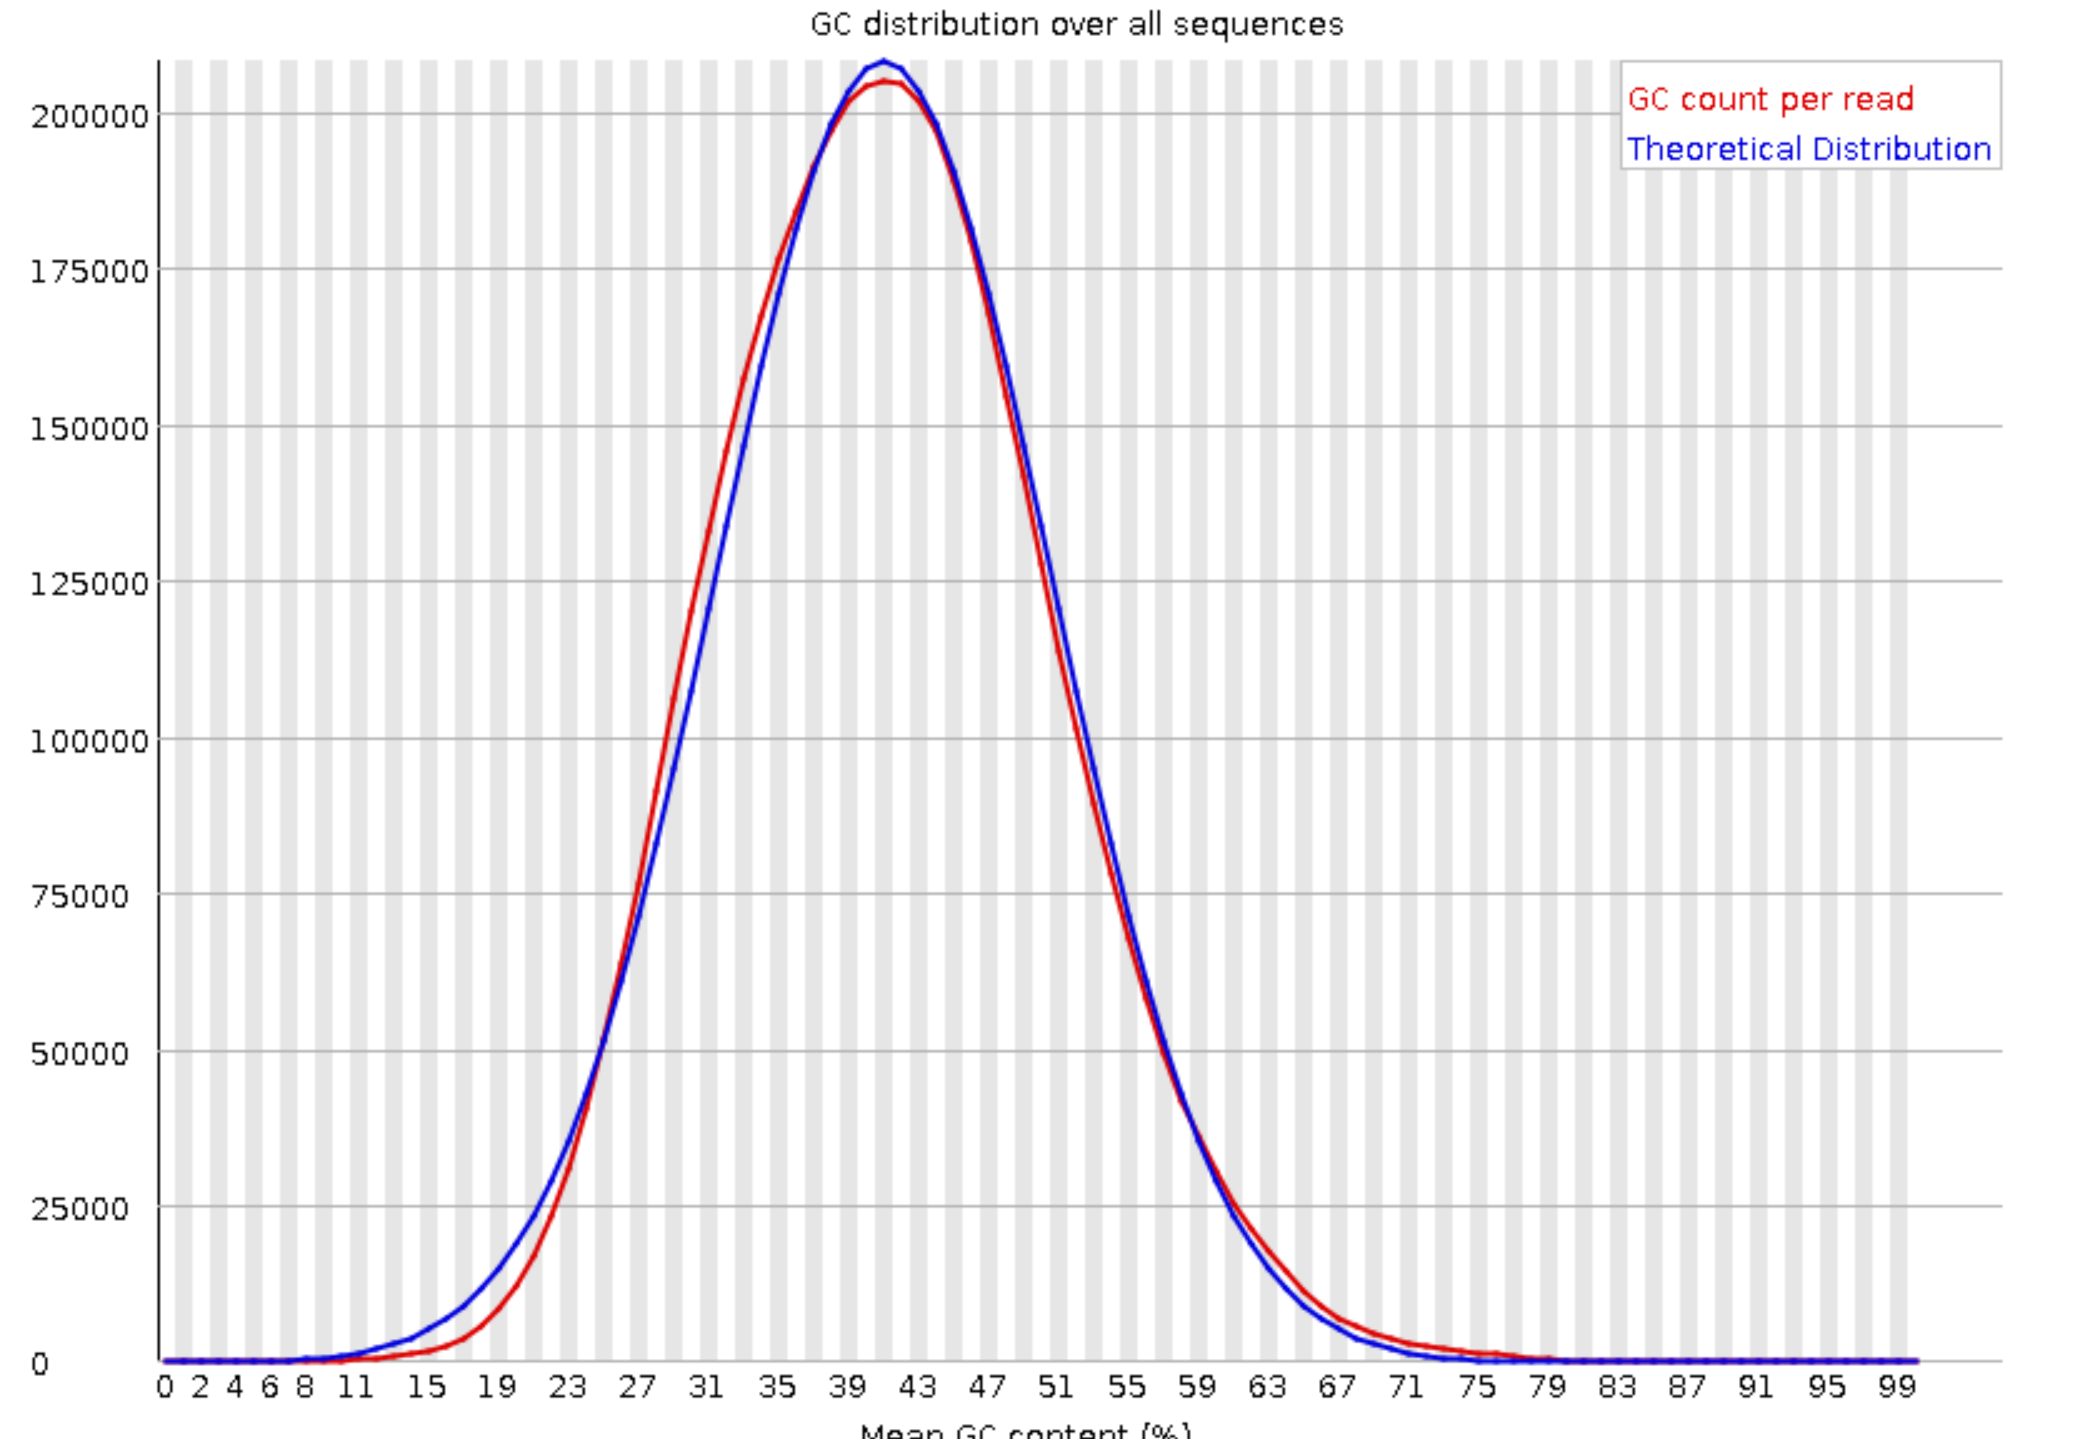 GC distribution over all sequences
GC count per read
Theoretical Distribution
200000
175000
150000
125000
100000
75000
50000
25000
0
0 2 4 6 8 11 15 19 23 27 31 35 39 43 47 51 55 59 63 67 71 75 79 83 87 91 95 99
Mean GC content (%)